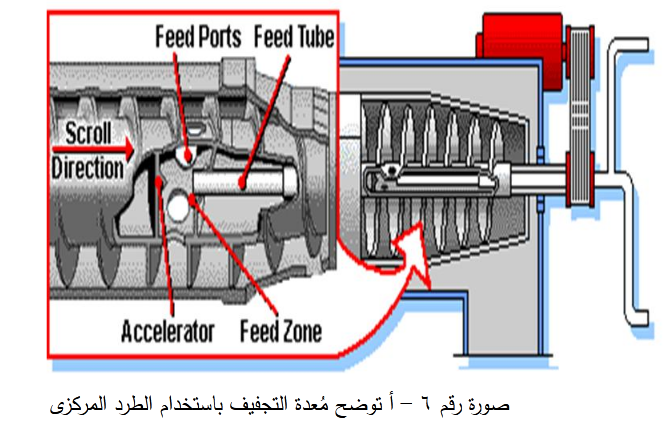 Feed Ports Feed Tube
Scroll
Direction
Accelerator Feed Zone
صورة رقم ٦ – أ توضح مُعدة التجفيف باستخدام الطرد المركزى